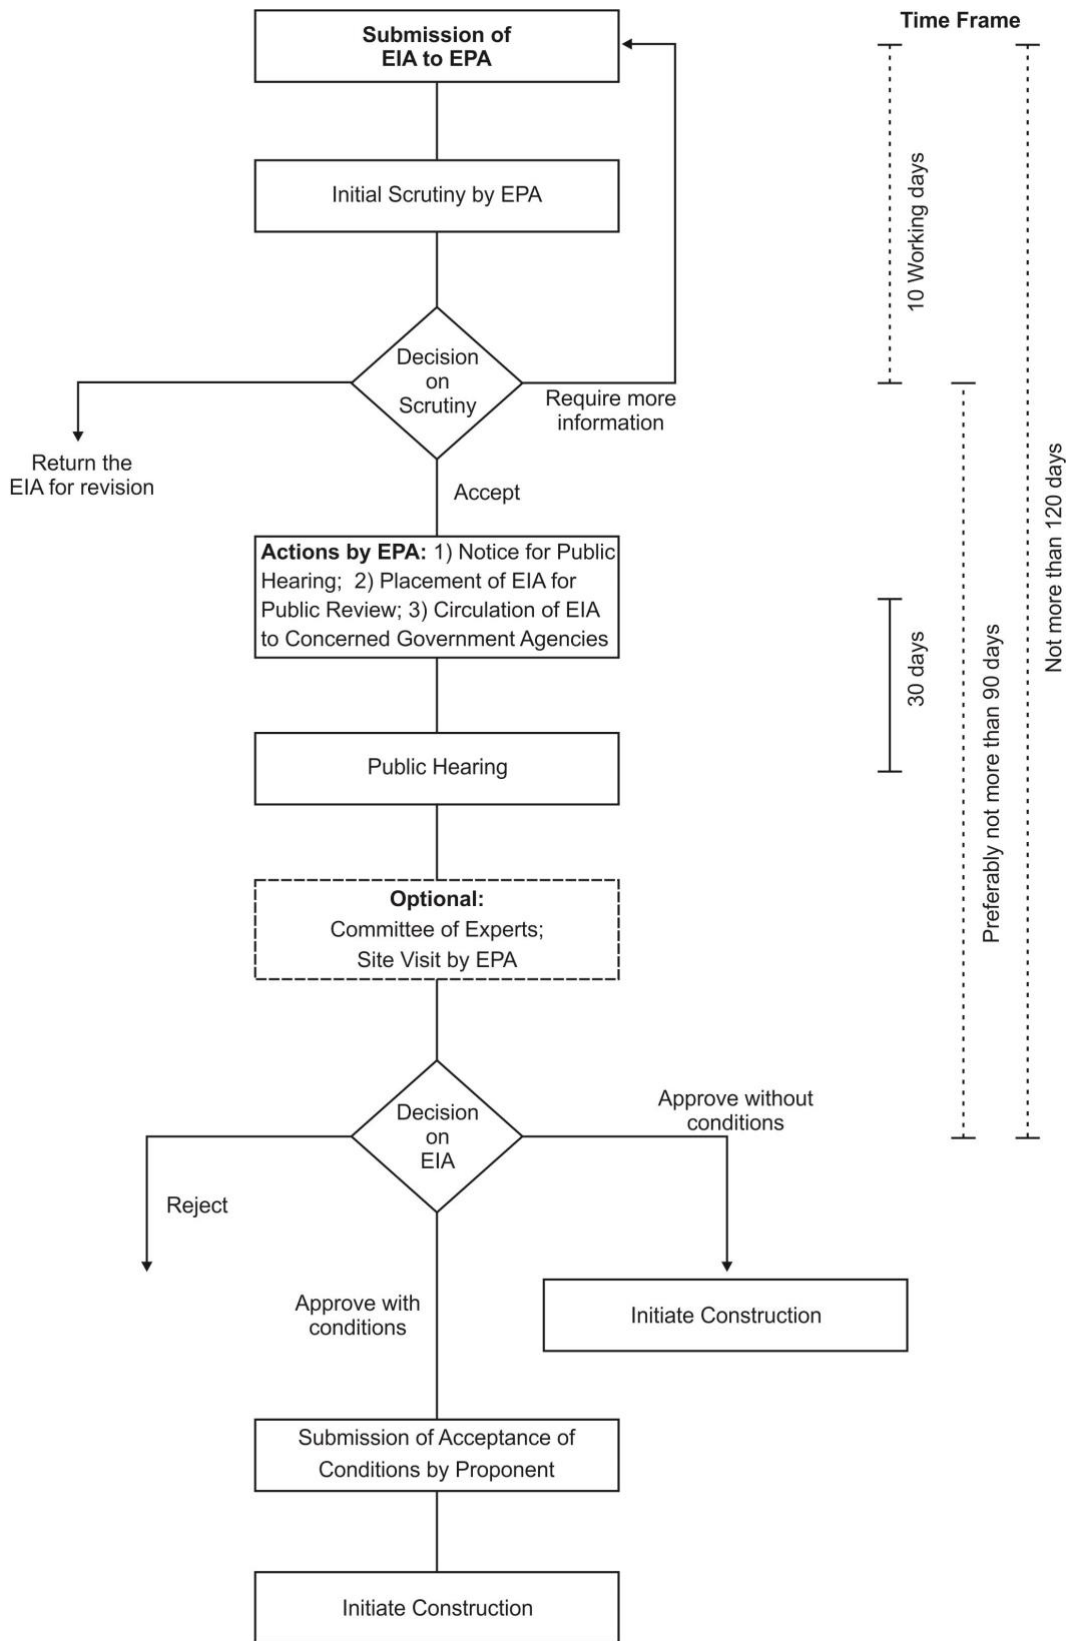 Time Frame
Submission of
EIA to EPA
Initial Scrutiny by EPA
10 Working days
Decision
on
Scrutiny
Require more
information
Return the
EIA for revision
Accept
Not more than 120 days
Actions by EPA: 1) Notice for Public
Hearing; 2) Placement of EIA for
Public Review; 3) Circulation of EIA
to Concerned Government Agencies
30 days
Preferably not more than 90 days
Public Hearing
Optional:
Committee of Experts;
Site Visit by EPA
Decision
on
EIA
Approve without
conditions
Reject
Approve with
conditions
Initiate Construction
Submission of Acceptance of
Conditions by Proponent
Initiate Construction